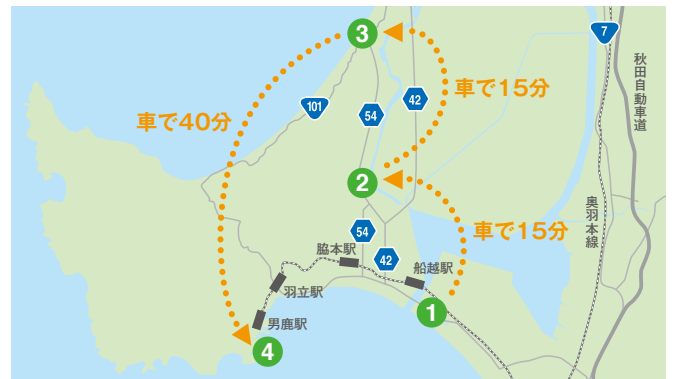 3
7
秋田自動車道
101
54
42
車で15分
車で40分
2
奥羽本線
54
42
車で15分
脇本駅
船越駅
羽立駅
1
男鹿駅
4